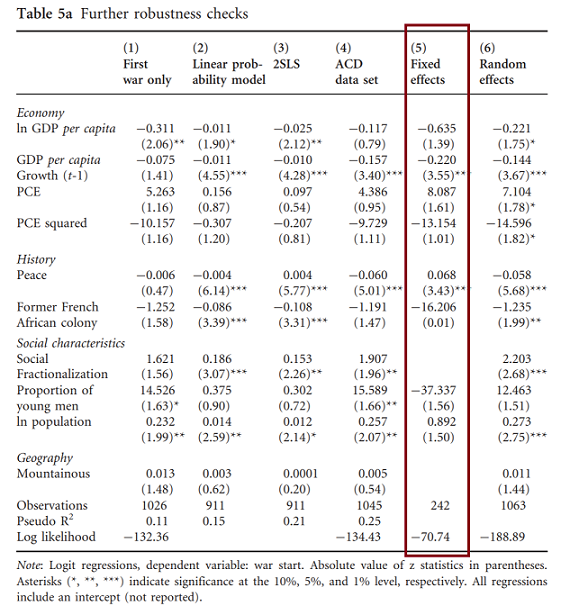 Table 5a Further robustness checks
(1) (2) (3) (4) (5) (6)
First Linear prob- 2SLS ACD Fixed Random
war only ability model data set effects effects
Economy
ln GDP per capita −0.311 −0.011 −0.025 −0.117 −0.635 −0.221
(2.06)** (1.90)* (2.12)** (0.79) (1.39) (1.75)*
GDP per capita −0.075 −0.011 −0.010 −0.157 −0.220 −0.144
Growth (t-1) (1.41) (4.55)*** (4.28)*** (3.40)*** (3.55)*** (3.67)***
PCE 5.263 0.156 0.097 4.386 8.087 7.104
(1.16) (0.87) (0.54) (0.95) (1.61) (1.78)*
PCE squared −10.157 −0.307 −0.207 −9.729 −13.154 −14.596
(1.16) (1.20) (0.81) (1.11) (1.01) (1.82)*
History
Peace −0.006 −0.004 0.004 −0.060 0.068 −0.058
(0.47) (6.14)*** (5.77)*** (5.01)*** (3.43)*** (5.68)***
Former French −1.252 −0.086 −0.108 −1.191 −16.206 −1.235
African colony (1.58) (3.39)*** (3.31)*** (1.47) (0.01) (1.99)**
Social characteristics
Social 1.621 0.186 0.153 1.907 2.203
Fractionalization (1.56) (3.07)*** (2.26)** (1.96)** (2.68)***
Proportion of 14.526 0.375 0.302 15.589 −37.337 12.463
young men (1.63)* (0.90) (0.72) (1.66)** (1.56) (1.51)
ln population 0.232 0.014 0.012 0.257 0.892 0.273
(1.99)** (2.59)** (2.14)* (2.07)** (1.50) (2.75)***
Geography
Mountainous 0.013 0.003 0.0001 0.005 0.011
(1.48) (0.62) (0.20) (0.54) (1.44)
Observations 1026 911 911 1045 242 1063
Pseudo R² 0.11 0.15 0.21 0.25
Log likelihood −132.36 −134.43 −70.74 −188.89
Note: Logit regressions, dependent variable: war start. Absolute value of z statistics in parentheses.
Asterisks (*, **, ***) indicate significance at the 10%, 5%, and 1% level, respectively. All regressions
include an intercept (not reported).